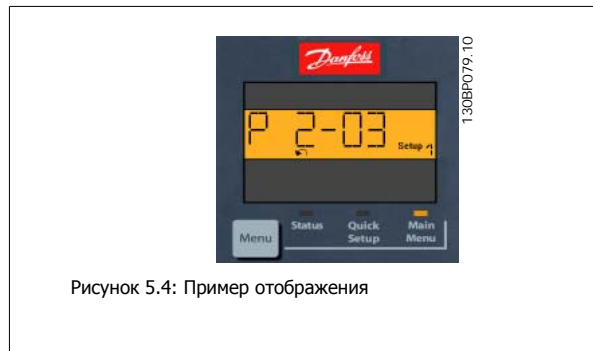 Danfoss
130BP079.10
P 2-03
Setup 1
Status
Quick Setup
Main Menu
Menu
Рисунок 5.4: Пример отображения